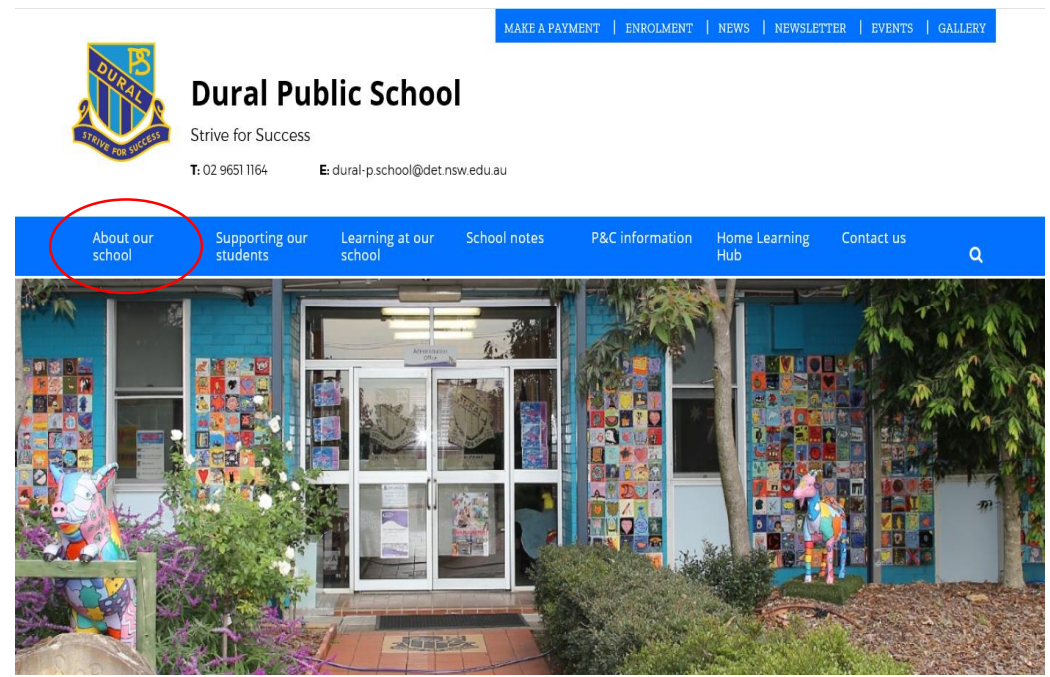 MAKE A PAYMENT | ENROLMENT | NEWS | NEWSLETTER | EVENTS | GALLERY
PS
DURAL
STRIVE FOR SUCCESS
Dural Public School
Strive for Success
T: 02 9651 1164 E: dural-p.school@det.nsw.edu.au
About our school
Supporting our students
Learning at our school
School notes
P&C information
Home Learning Hub
Contact us
Administration
Office
DURAL